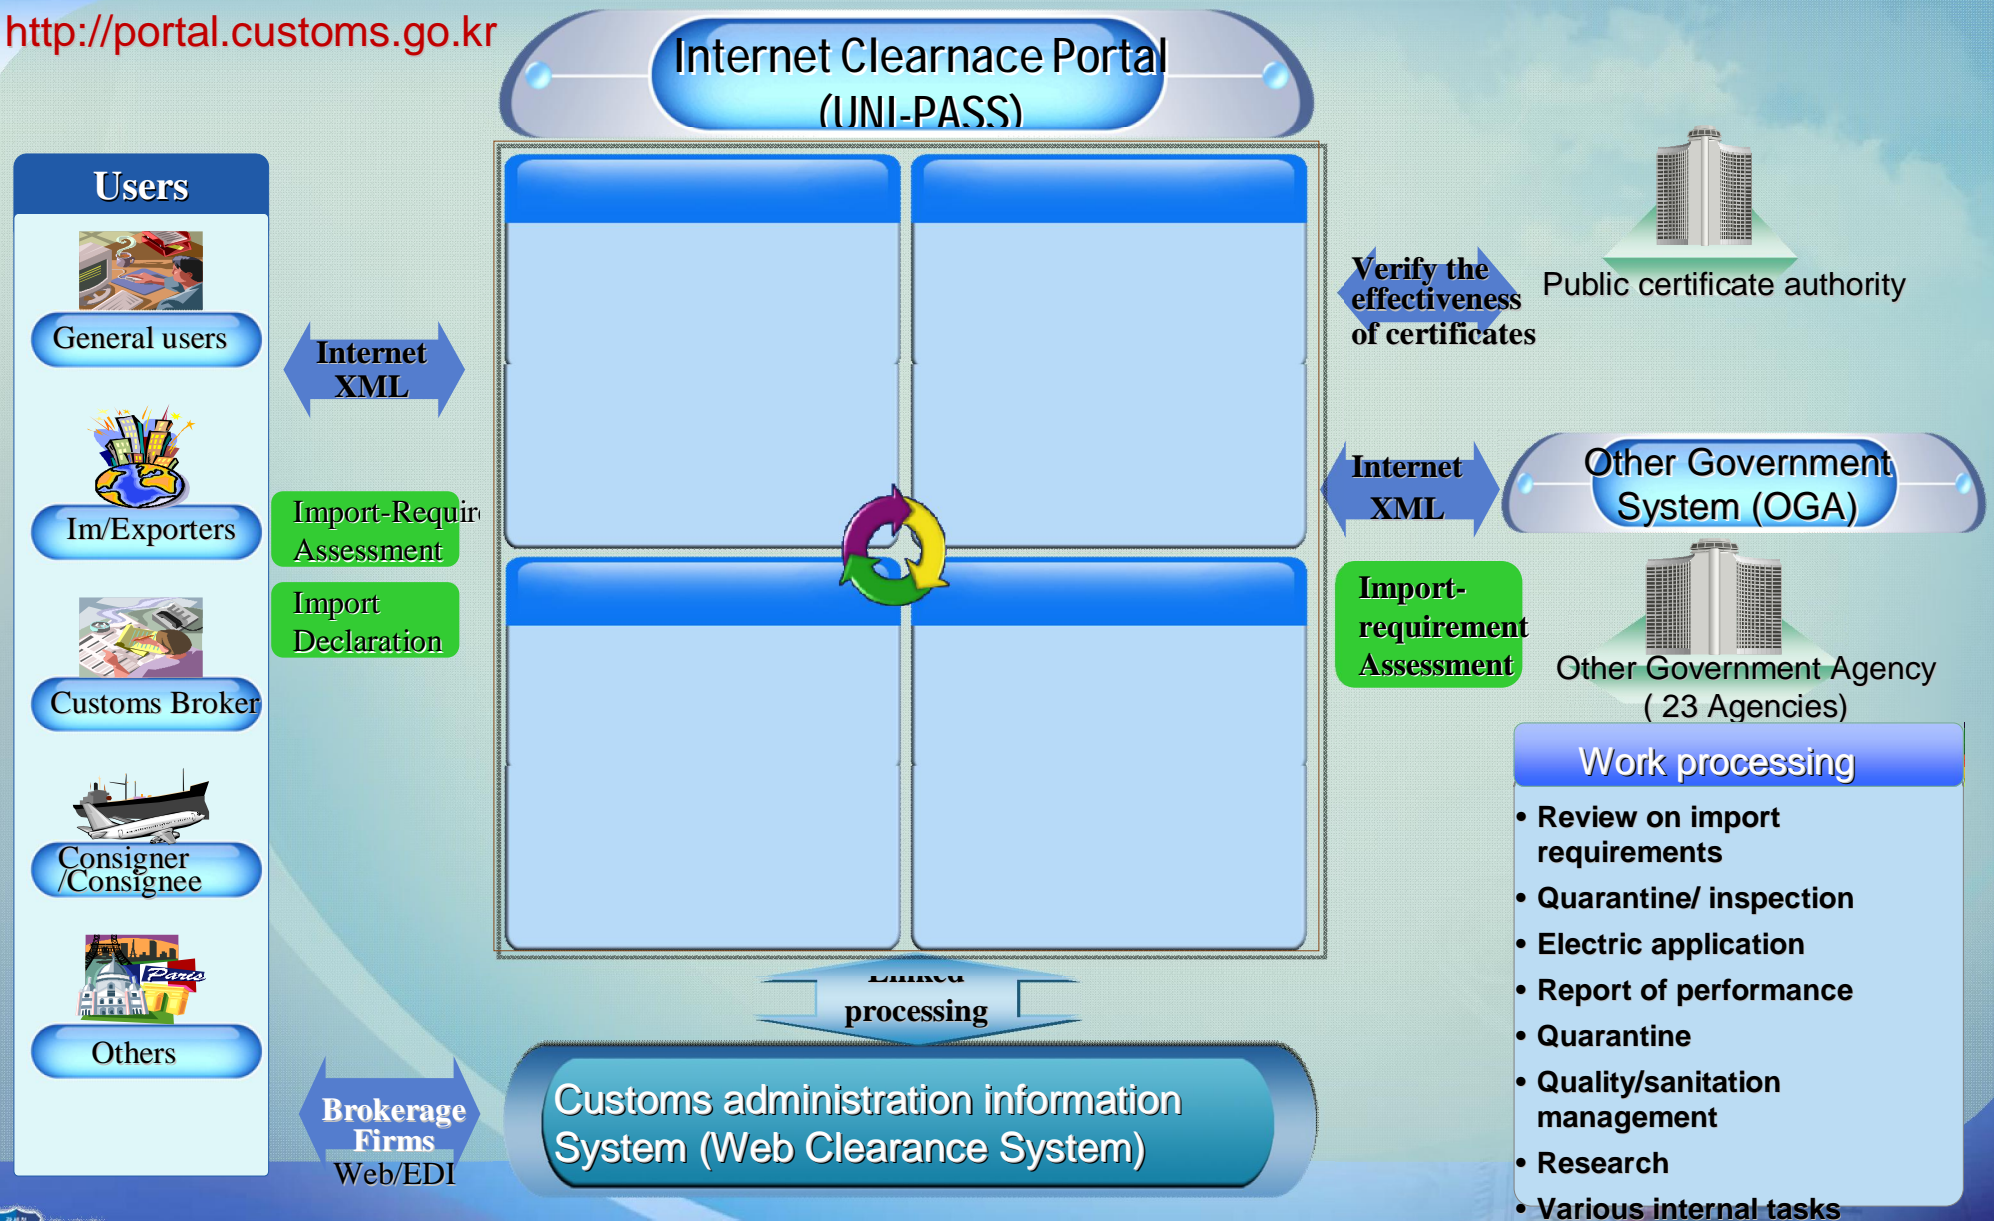 http://portal.customs.go.kr
Internet Clearnace Portal
(UNI-PASS)
Users
General users
Im/Exporters
Customs Broker
Consigner
/Consignee
Paris
Others
Internet
XML
Import-Require
Assessment
Import
Declaration
Brokerage
Firms
Web/EDI
Linked
processing
Customs administration information
System (Web Clearance System)
Verify the
effectiveness
of certificates
Public certificate authority
Internet
XML
Other Government
System (OGA)
Import-
requirement
Assessment
Other Government Agency
( 23 Agencies)
Work processing
• Review on import
requirements
• Quarantine/ inspection
• Electric application
• Report of performance
• Quarantine
• Quality/sanitation
management
• Research
• Various internal tasks